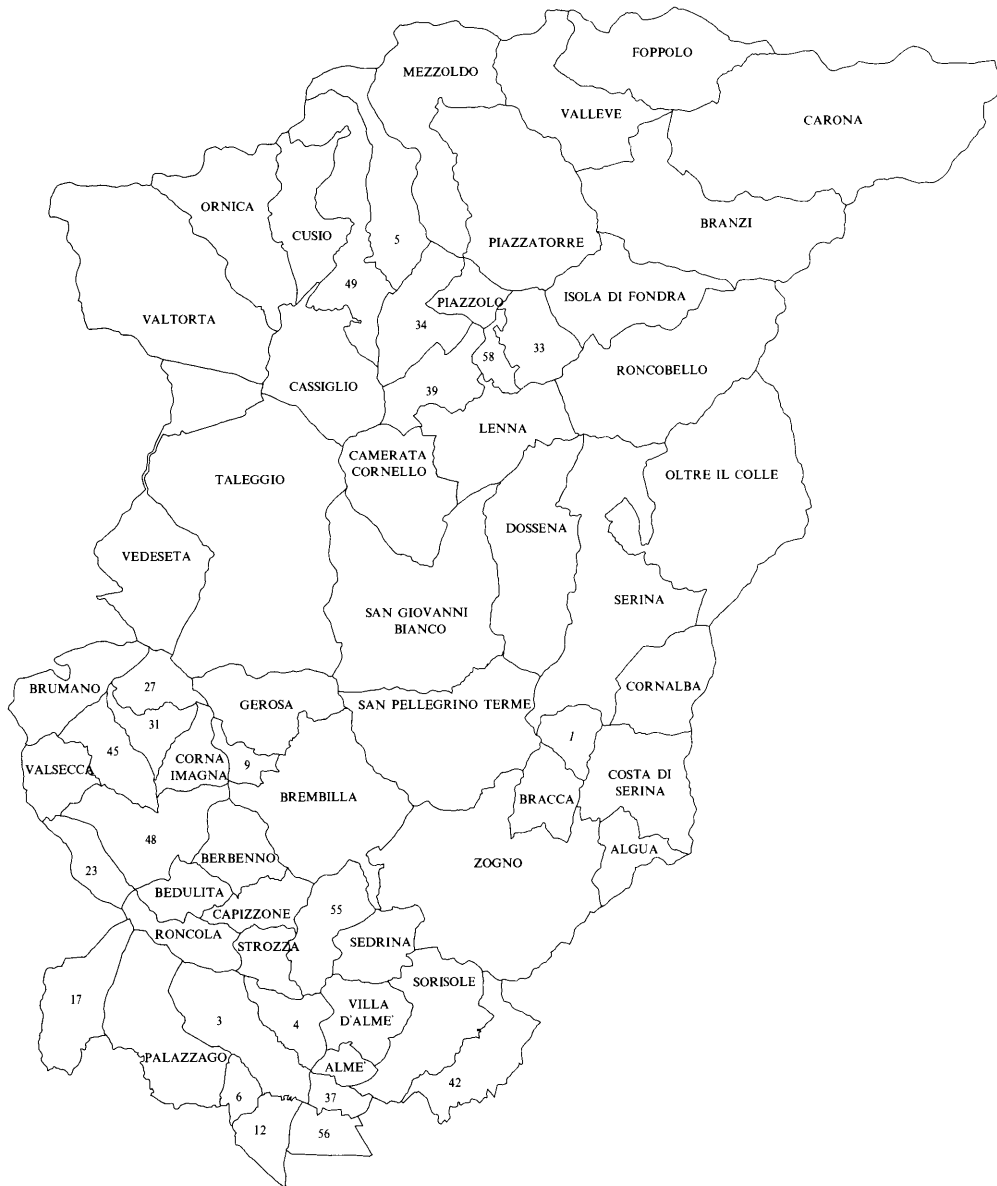 FOPPOLO
MEZZOLDO
VALLEVE
CARONA
ORNICA
CUSIO
5
PIAZZATORRE
BRANZI
49
VALTORTA
PIAZZOLO
ISOLA DI FONDRA
34
33
58
CASSIGLIO
39
RONCOBELLO
LENNA
CAMERATA
CORNELLO
TALEGGIO
OLTRE IL COLLE
DOSSENA
VEDESETA
SERINA
SAN GIOVANNI
BIANCO
BRUMANO
27
GEROSA
SAN PELLEGRINO TERME
CORNALBA
31
45
1
VALSECCA
CORNA
IMAGNA
9
COSTA DI
SERINA
BREMBILLA
BRACCA
48
BERBENNO
ZOGNO
ALGUA
23
BEDULITA
CAPIZZONE
55
RONCOLA
STROZZA
SEDRINA
SORISOLE
17
3
4
VILLA
D'ALME'
PALAZZAGO
ALME'
42
6
37
12
56